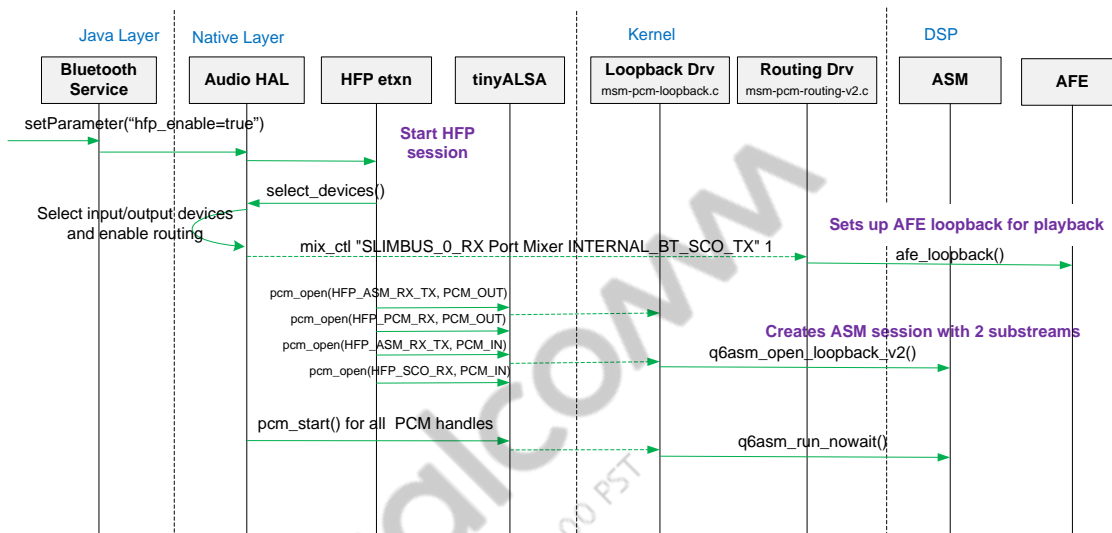 Java Layer
Native Layer
Kernel
DSP
Bluetooth
Service
Audio HAL
HFP etxn
tinyALSA
Loopback Drv
msm-pcm-loopback.c
Routing Drv
msm-pcm-routing-v2.c
ASM
AFE
setParameter(“hfp_enable=true”)
Start HFP
session
select_devices()
Select input/output devices
and enable routing
Sets up AFE loopback for playback
mix_ctl "SLIMBUS_0_RX Port Mixer INTERNAL_BT_SCO_TX" 1
afe_loopback()
pcm_open(HFP_ASM_RX_TX, PCM_OUT)
pcm_open(HFP_PCM_RX, PCM_OUT)
Creates ASM session with 2 substreams
pcm_open(HFP_ASM_RX_TX, PCM_IN)
q6asm_open_loopback_v2()
pcm_open(HFP_SCO_RX, PCM_IN)
pcm_start() for all PCM handles
q6asm_run_nowait()
alcomm
00 PST